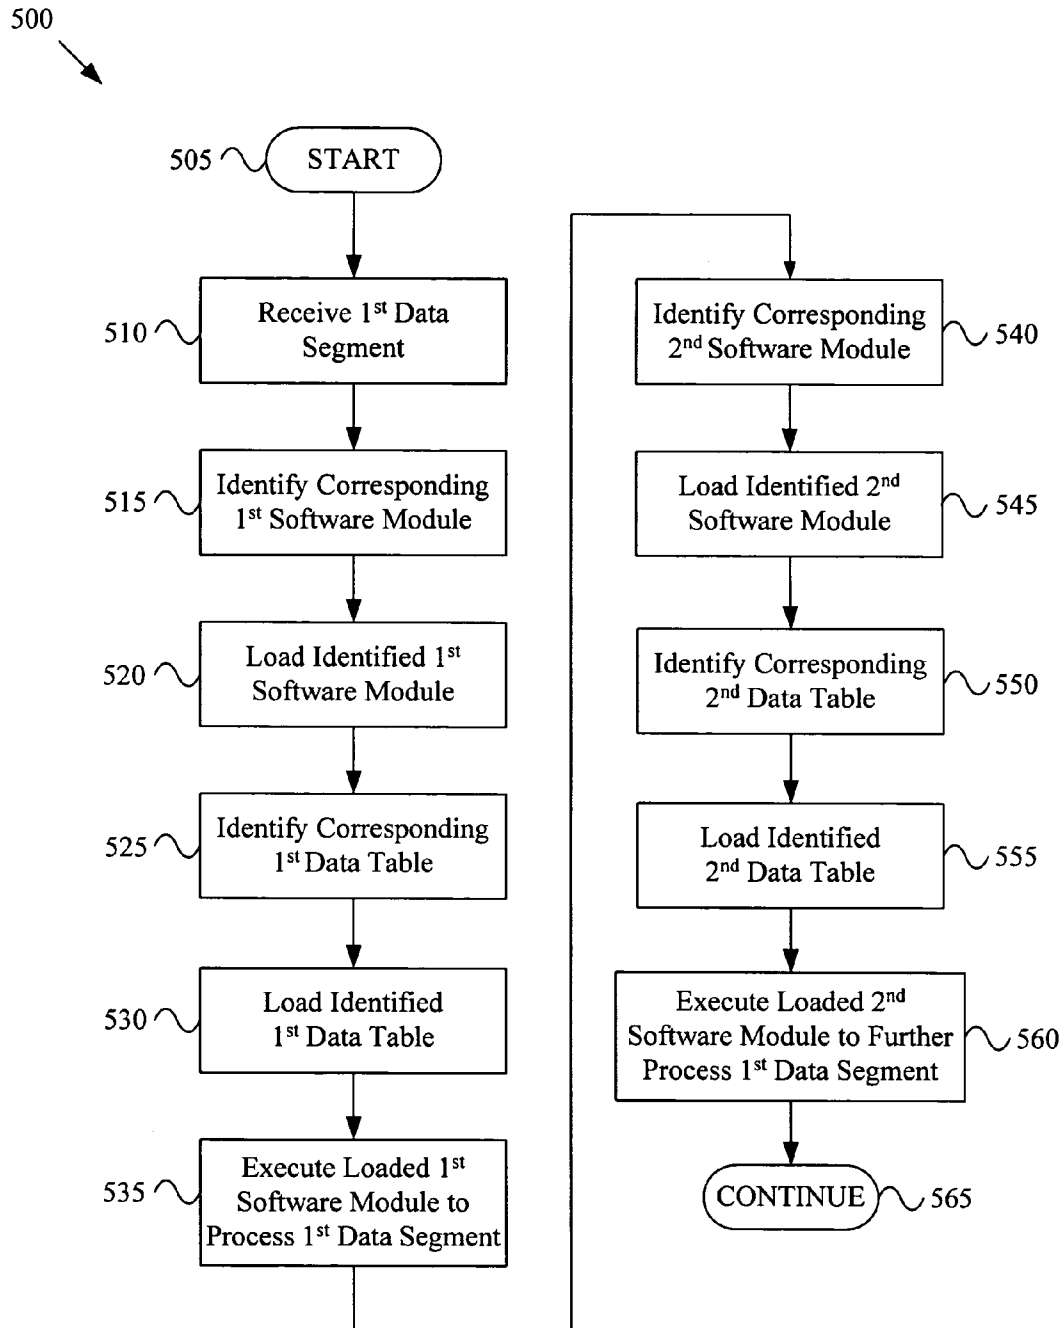 500
505
START
510
Receive 1st Data
Segment
515
Identify Corresponding
1st Software Module
520
Load Identified 1st
Software Module
525
Identify Corresponding
1st Data Table
530
Load Identified
1st Data Table
535
Execute Loaded 1st
Software Module to
Process 1st Data Segment
Identify Corresponding
2nd Software Module
540
Load Identified 2nd
Software Module
545
Identify Corresponding
2nd Data Table
550
Load Identified
2nd Data Table
555
Execute Loaded 2nd
Software Module to Further
Process 1st Data Segment
560
CONTINUE
565